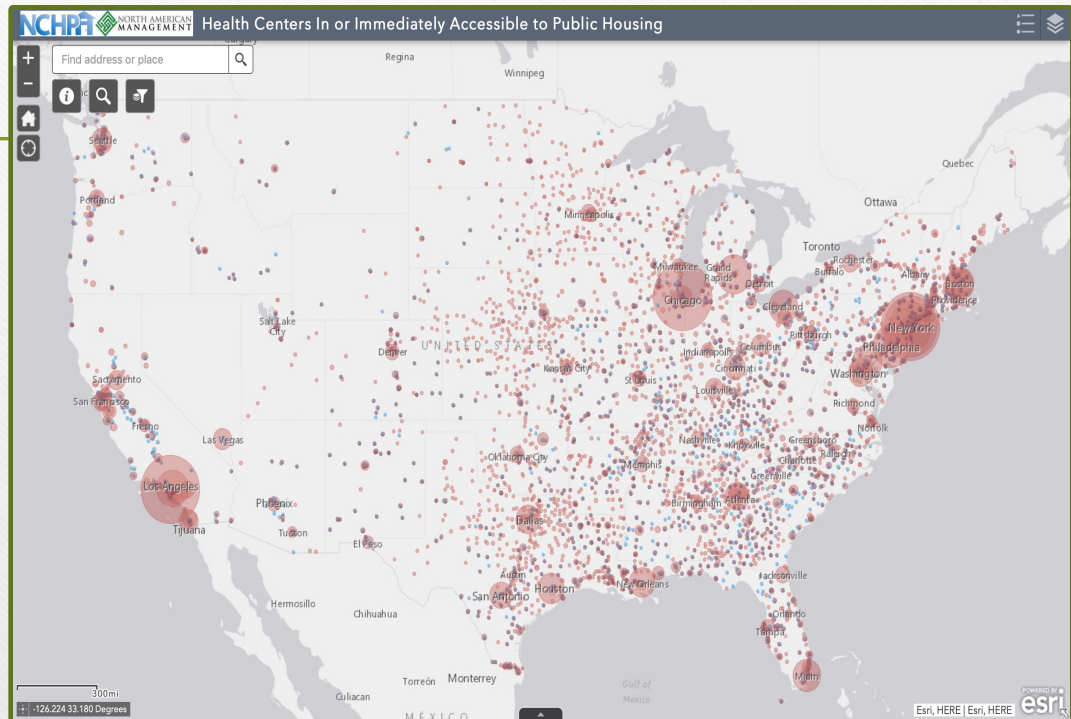 NCHPH NORTH AMERICAN MANAGEMENT Health Centers In or Immediately Accessible to Public Housing
Find address or place
Regina
Winnipeg
Quebec
Seattle
Portland
Ottawa
Minneapolis
Toronto
Rochester
Buffalo
Albany
Milwaukee
Grand Rapids
Detroit
Boston
Providence
Chicago
Cleveland
New York
Salt Lake City
Pittsburgh
Philadelphia
Denver
UNITED STATES
Indianapolis
Columbus
Kansas City
Cincinnati
Washington
Sacramento
St Louis
Louisville
San Francisco
Richmond
Fresno
Norfolk
Las Vegas
Nashville
Knoxville
Greensboro
Raleigh
Oklahoma City
Memphis
Charlotte
Greenville
Los Angeles
Phoenix
Birmingham
Atlanta
Tijuana
Tucson
Dallas
El Paso
Austin
Jacksonville
San Antonio
Houston
New Orleans
Hermosillo
Chihuahua
Orlando
Tampa
Miami
Torreón
Monterrey
Gulf of Mexico
Culiacan
MÉXICO
300mi
-126.224 33.180 Degrees
Esri, HERE | Esri, HERE
POWERED BY
esri